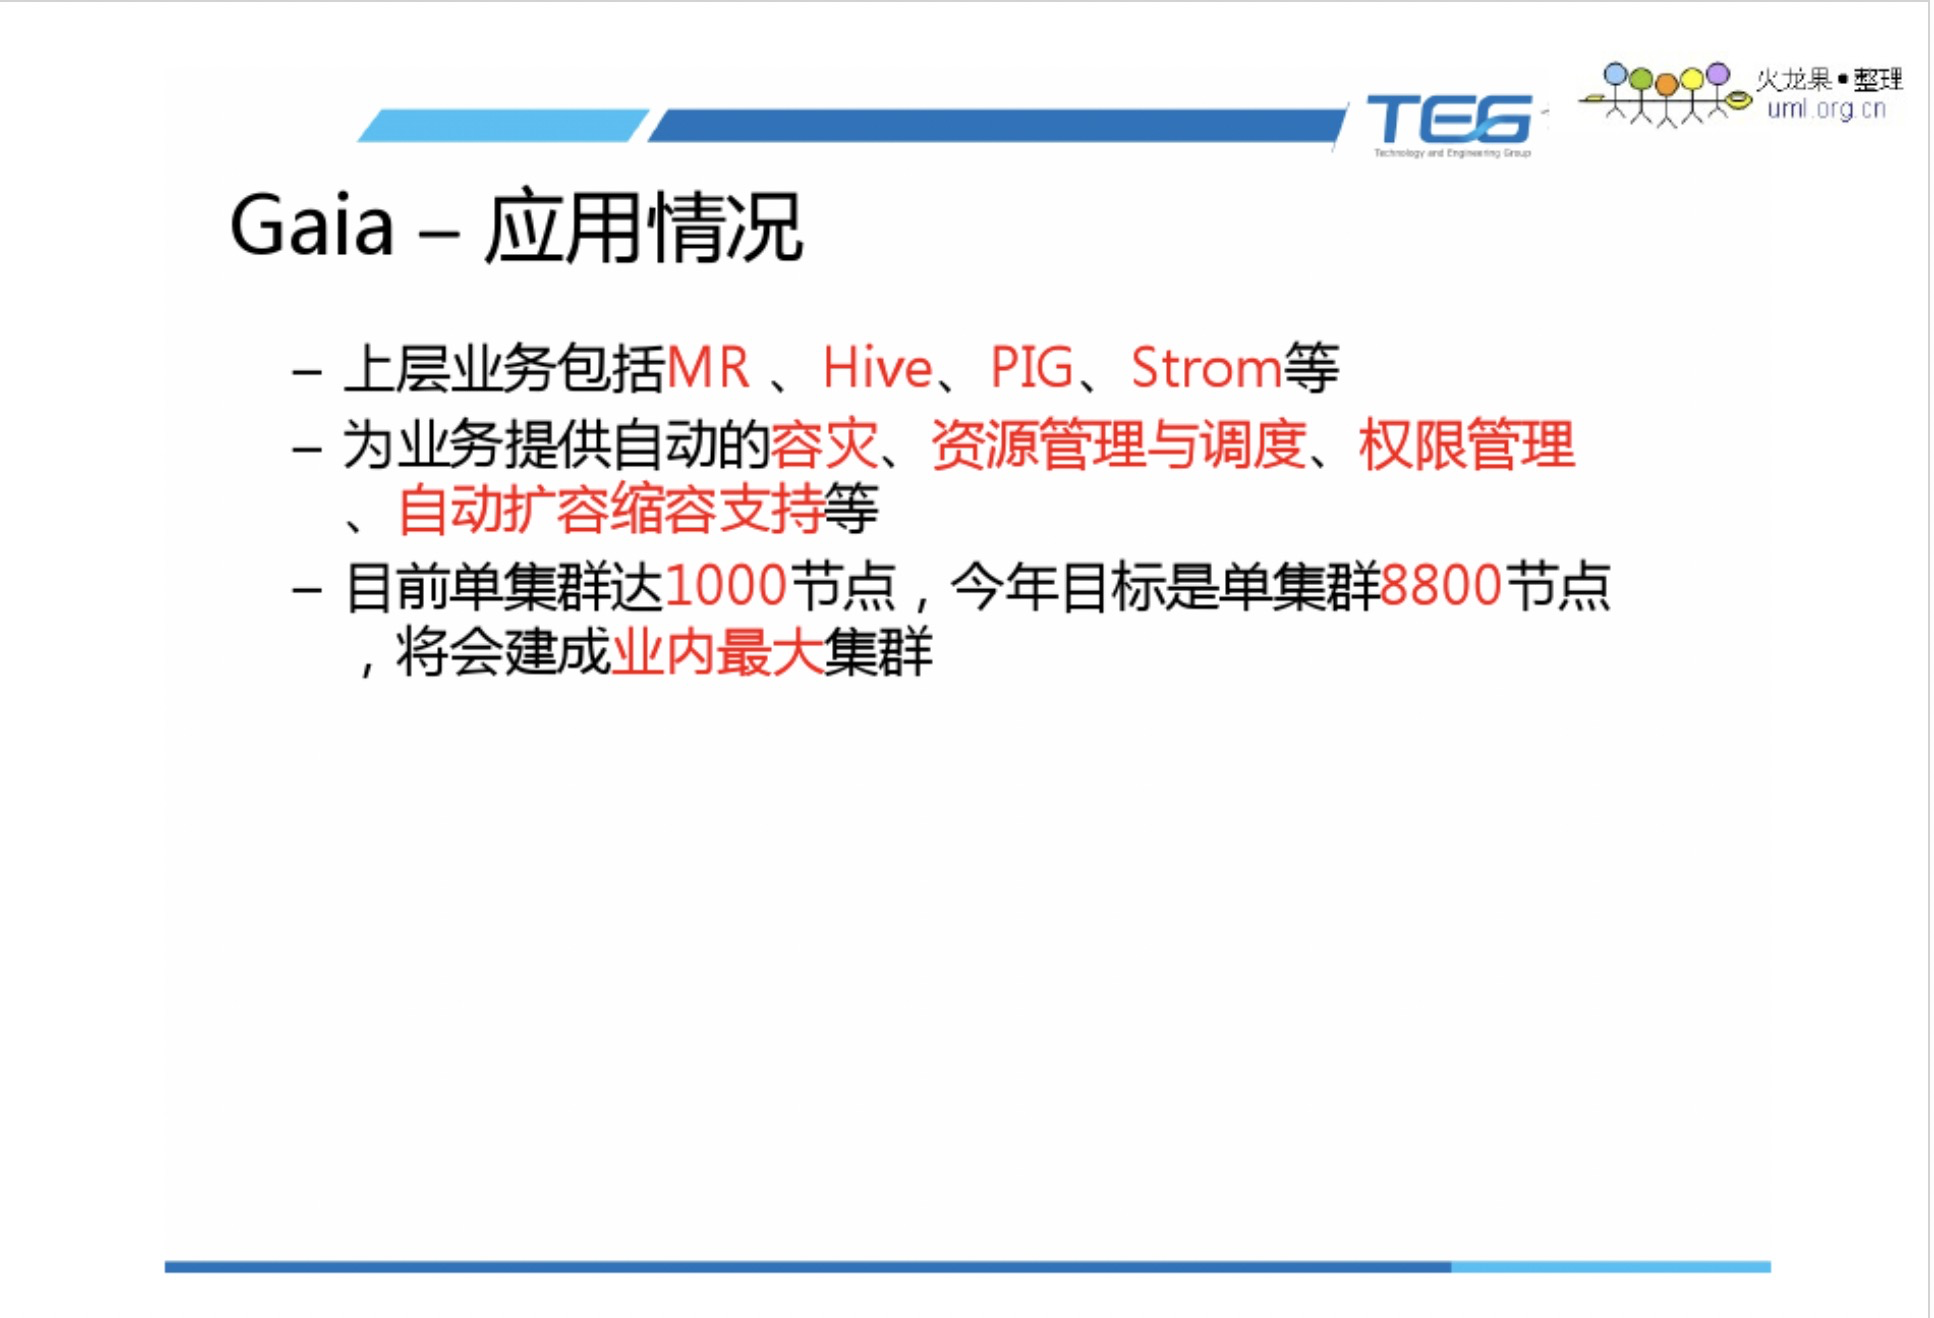 TEG
Technology and Engineering Group
火龙果•整理
uml.org.cn
Gaia – 应用情况
– 上层业务包括MR 、Hive、PIG、Strom等
– 为业务提供自动的容灾、资源管理与调度、权限管理
、自动扩容缩容支持等
– 目前单集群达1000节点，今年目标是单集群8800节点
，将会建成业内最大集群